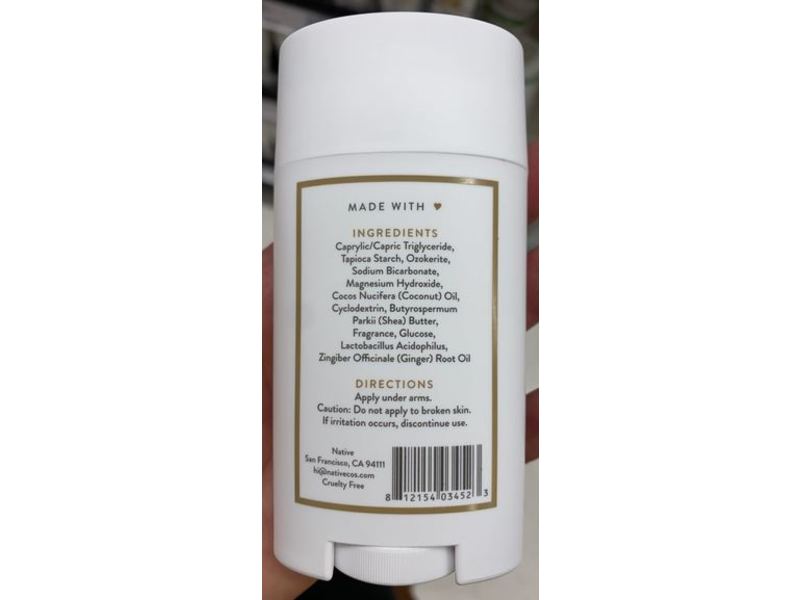 MADE WITH ♥
INGREDIENTS
Caprylic/Capric Triglyceride,
Tapioca Starch, Ozokerite,
Sodium Bicarbonate,
Magnesium Hydroxide,
Cocos Nucifera (Coconut) Oil,
Cyclodextrin, Butyrospermum
Parkii (Shea) Butter,
Fragrance, Glucose,
Lactobacillus Acidophilus,
Zingiber Officinale (Ginger) Root Oil
DIRECTIONS
Apply under arms.
Caution: Do not apply to broken skin.
If irritation occurs, discontinue use.
Native
San Francisco, CA 94111
hi@nativecos.com
Cruelty Free
8 12154 03452 3